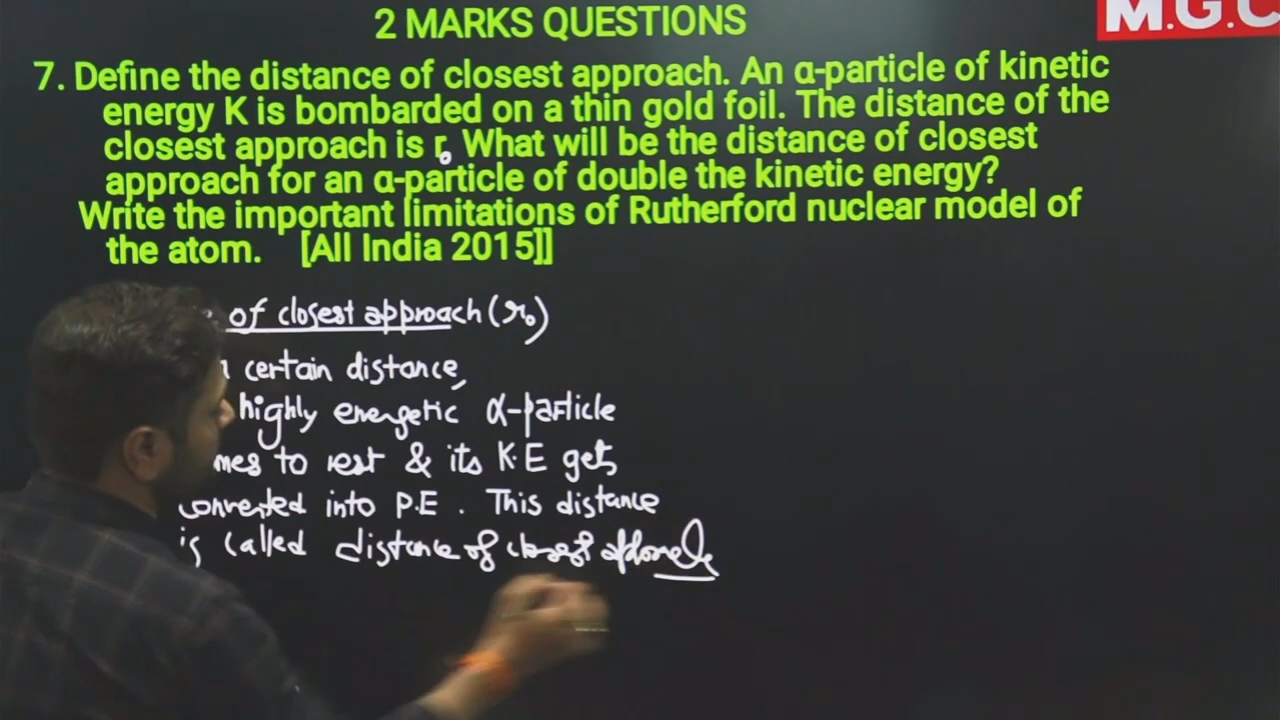 2 MARKS QUESTIONS
M.G.C
7. Define the distance of closest approach. An α-particle of kinetic
energy K is bombarded on a thin gold foil. The distance of the
closest approach is r₀ What will be the distance of closest
approach for an α-particle of double the kinetic energy?
Write the important limitations of Rutherford nuclear model of
the atom. [All India 2015]]
of closest approach (r₀)
certain distance,
highly energetic α-particle
to rest & its K.E gets
converted into P.E. This distance
is called distance of closest approach